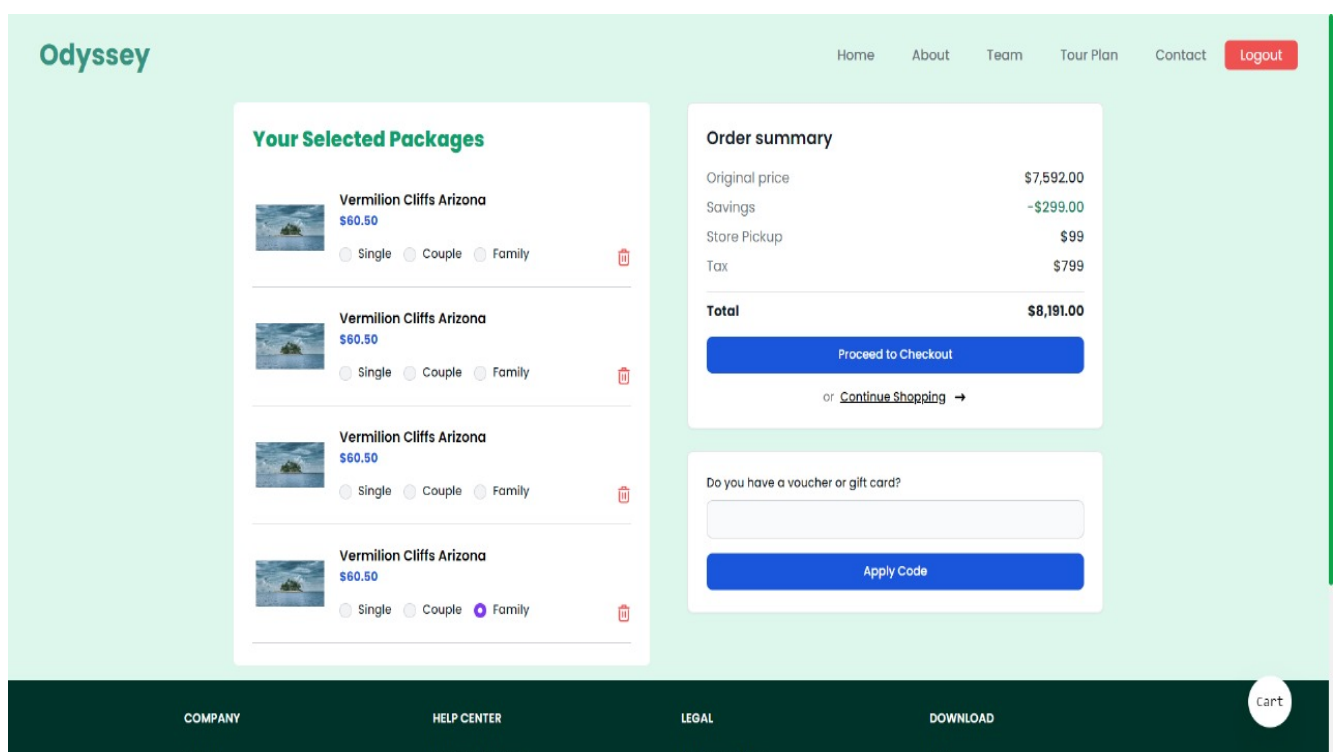 Odyssey
Home About Team Tour Plan Contact Logout
Your Selected Packages
Vermilion Cliffs Arizona
$60.50
Single Couple Family
Vermilion Cliffs Arizona
$60.50
Single Couple Family
Vermilion Cliffs Arizona
$60.50
Single Couple Family
Vermilion Cliffs Arizona
$60.50
Single Couple Family
Order summary
Original price $7,592.00
Savings -$299.00
Store Pickup $99
Tax $799
Total $8,191.00
Proceed to Checkout
or Continue Shopping →
Do you have a voucher or gift card?
Apply Code
Cart
COMPANY HELP CENTER LEGAL DOWNLOAD